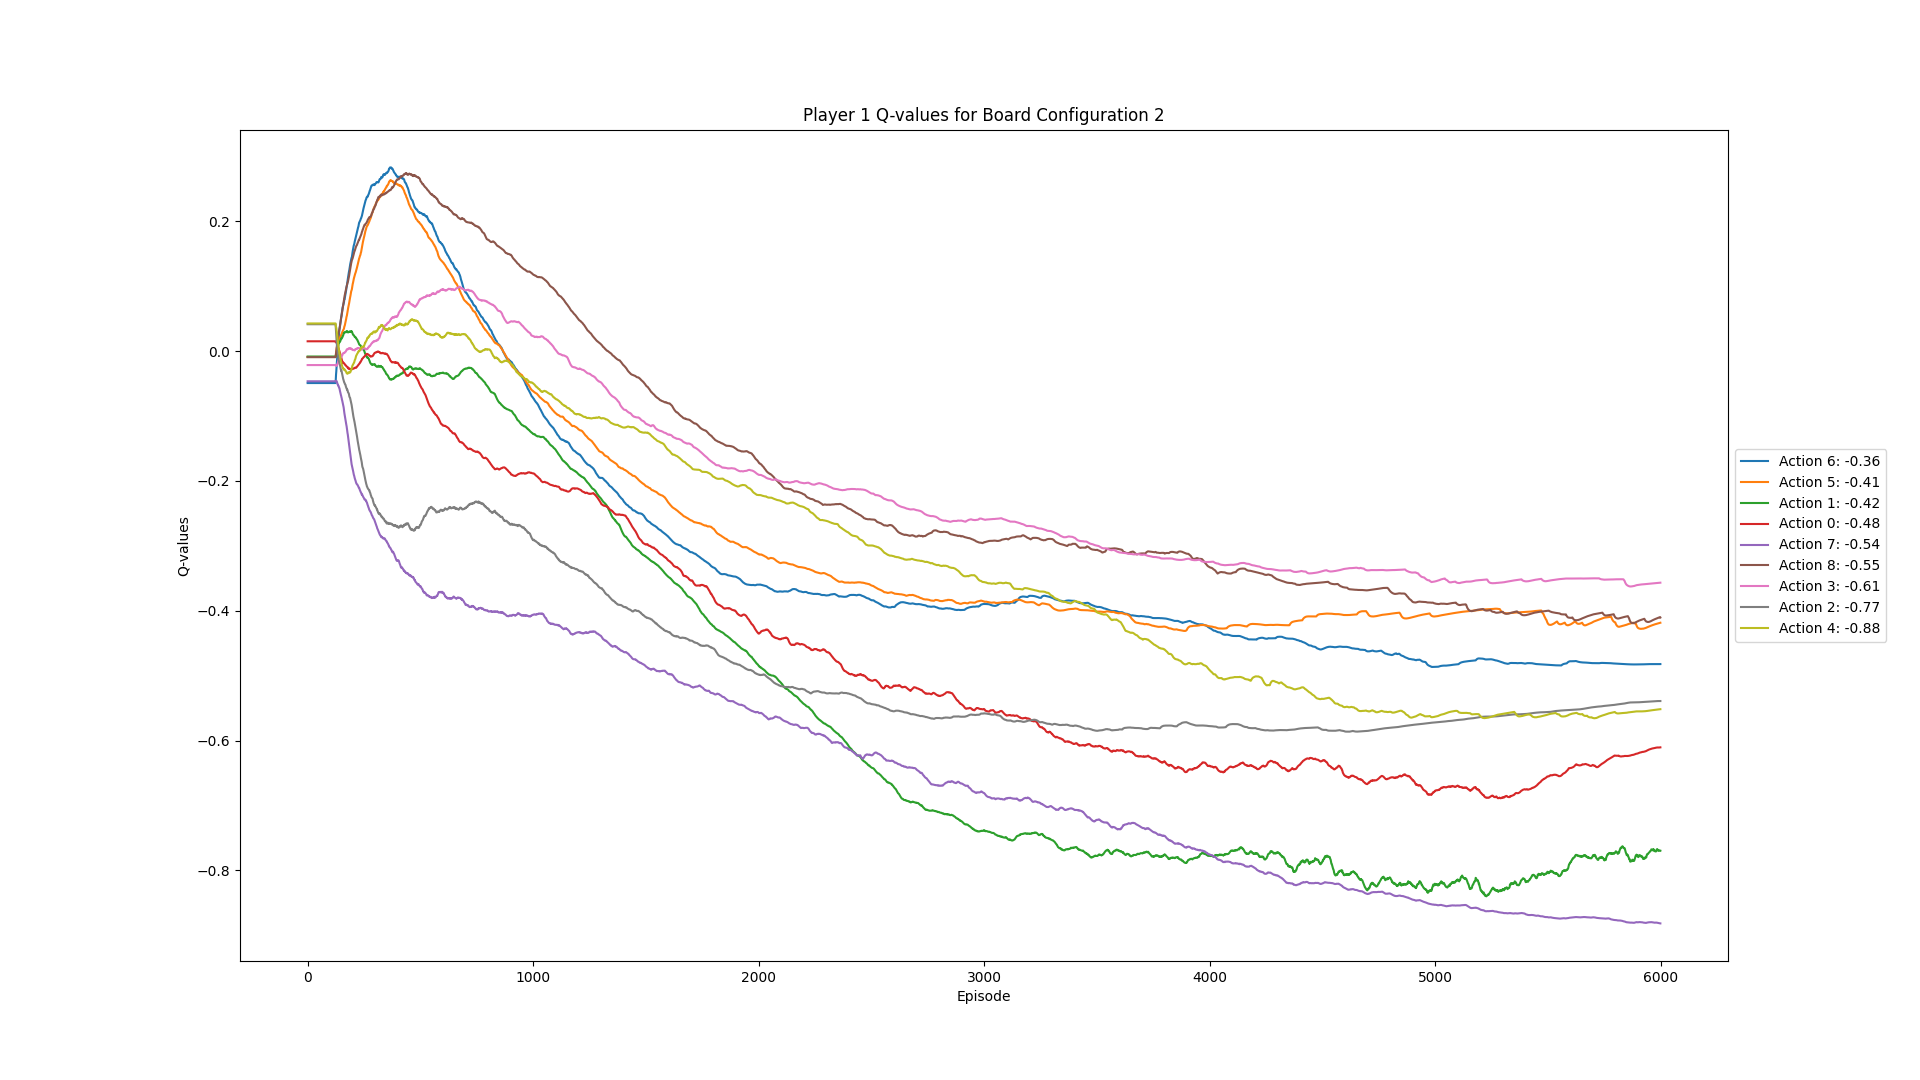 Player 1 Q-values for Board Configuration 2
Q-values
0.2
0.0
−0.2
−0.4
−0.6
−0.8
0
1000
2000
3000
4000
5000
6000
Episode
Action 6: -0.36
Action 5: -0.41
Action 1: -0.42
Action 0: -0.48
Action 7: -0.54
Action 8: -0.55
Action 3: -0.61
Action 2: -0.77
Action 4: -0.88